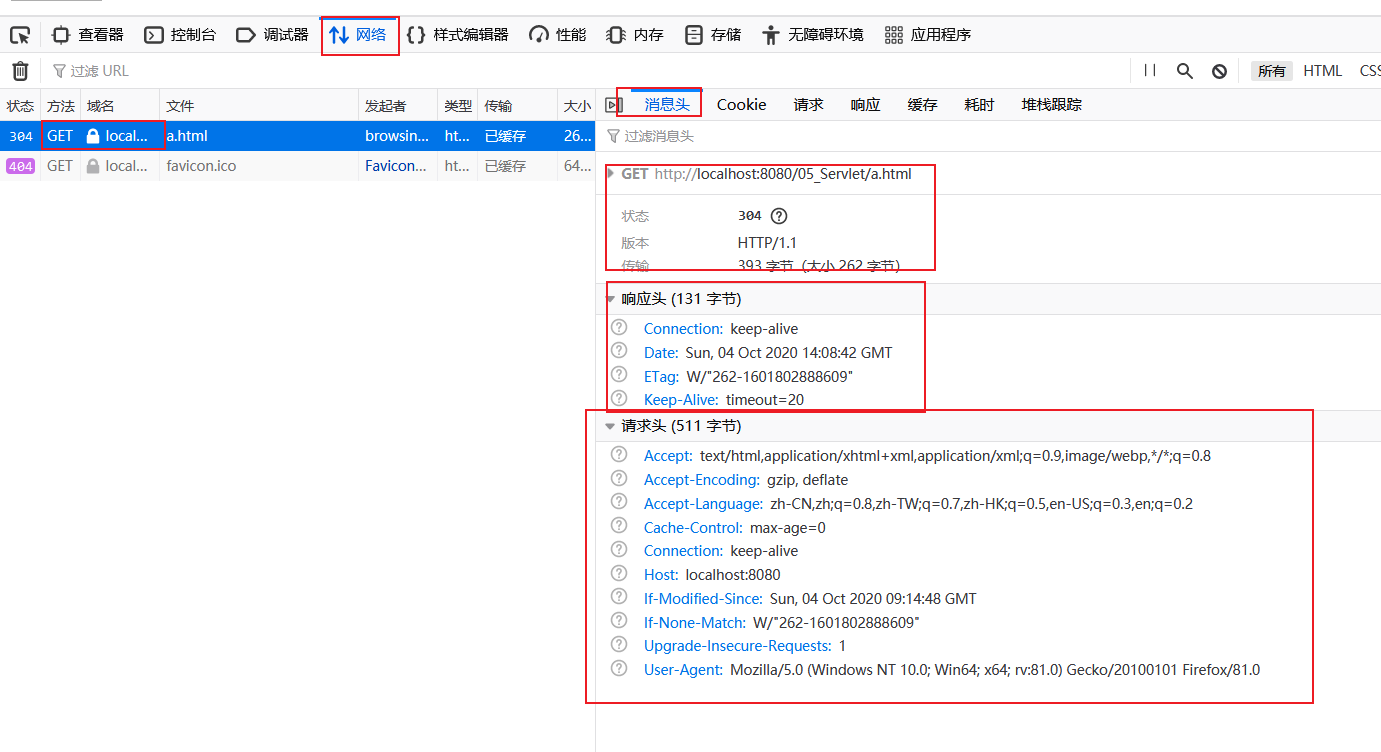 查看器 控制台 调试器 网络 样式编辑器 性能 内存 存储 无障碍环境 应用程序
过滤 URL 所有 HTML CSS
状态 方法 域名 文件 发起者 类型 传输 大小 消息头 Cookie 请求 响应 缓存 耗时 堆栈跟踪
304 GET local... a.html browsin... ht... 已缓存 26...
404 GET local... favicon.ico Favicon... ht... 已缓存 64...
过滤消息头
GET http://localhost:8080/05_Servlet/a.html
状态 304
版本 HTTP/1.1
传输 393 字节 (大小 262 字节)
响应头 (131 字节)
Connection: keep-alive
Date: Sun, 04 Oct 2020 14:08:42 GMT
ETag: W/"262-1601802888609"
Keep-Alive: timeout=20
请求头 (511 字节)
Accept: text/html,application/xhtml+xml,application/xml;q=0.9,image/webp,*/*;q=0.8
Accept-Encoding: gzip, deflate
Accept-Language: zh-CN,zh;q=0.8,zh-TW;q=0.7,zh-HK;q=0.5,en-US;q=0.3,en;q=0.2
Cache-Control: max-age=0
Connection: keep-alive
Host: localhost:8080
If-Modified-Since: Sun, 04 Oct 2020 09:14:48 GMT
If-None-Match: W/"262-1601802888609"
Upgrade-Insecure-Requests: 1
User-Agent: Mozilla/5.0 (Windows NT 10.0; Win64; x64; rv:81.0) Gecko/20100101 Firefox/81.0